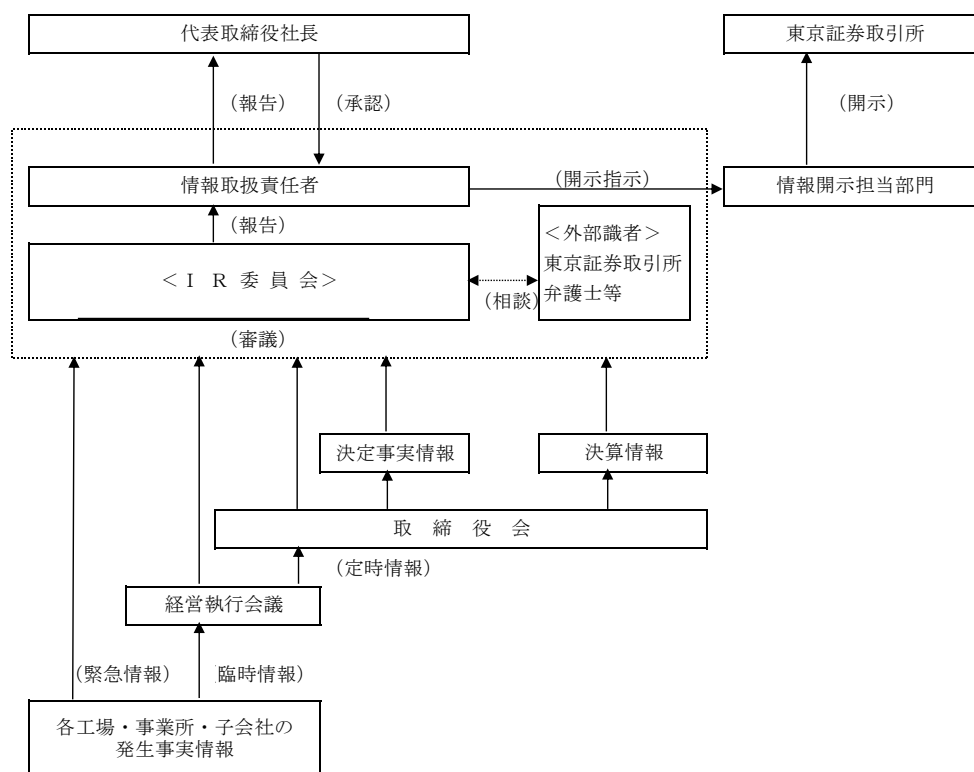 代表取締役社長
東京証券取引所
（報告）
（承認）
（開示）
情報取扱責任者
（開示指示）
情報開示担当部門
（報告）
＜Ｉ Ｒ 委 員 会＞
＜外部識者＞
東京証券取引所
弁護士等
（相談）
（審議）
決定事実情報
決算情報
取 締 役 会
（定時情報）
経営執行会議
（緊急情報）
（臨時情報）
各工場・事業所・子会社の
発生事実情報